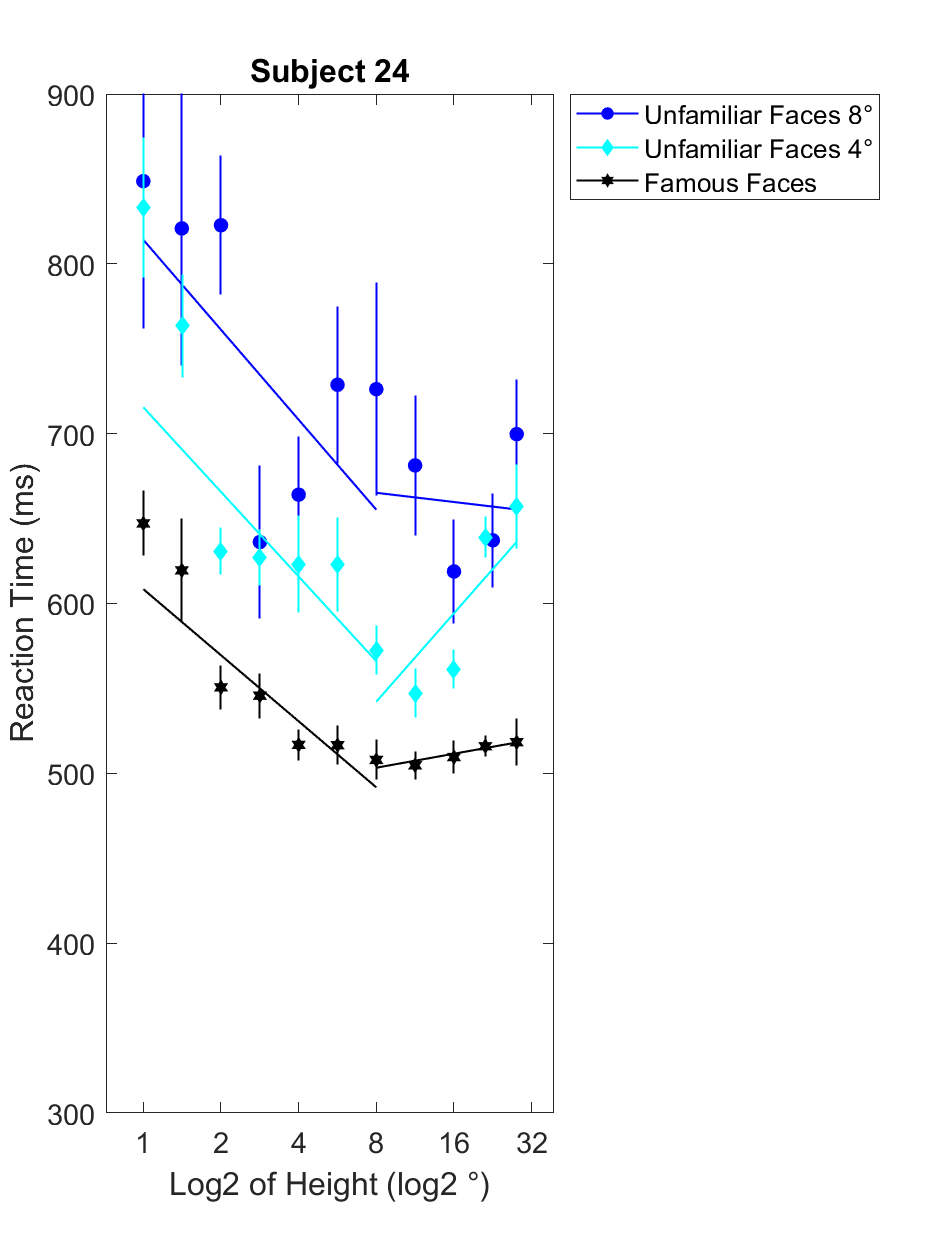 Subject 24
900
800
700
600
500
400
300
1 2 4 8 16 32
Reaction Time (ms)
Log2 of Height (log2 °)
Unfamiliar Faces 8°
Unfamiliar Faces 4°
Famous Faces